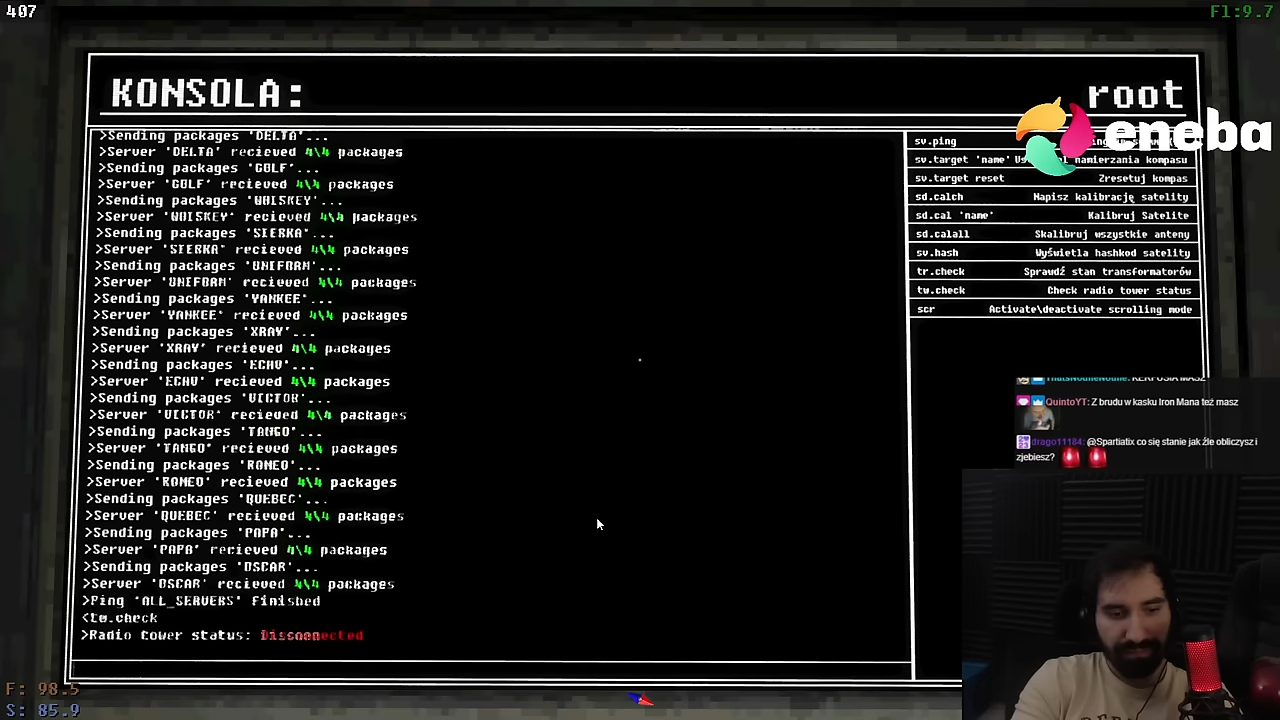 407
F1:9.7
KONSOLA:
root
eneba
>Sending packages 'DELTA'...
>Server 'DELTA' recieved 4\4 packages
>Sending packages 'GOLF'...
>Server 'GOLF' recieved 4\4 packages
>Sending packages 'WHISKEY'...
>Server 'WHISKEY' recieved 4\4 packages
>Sending packages 'SIERRA'...
>Server 'SIERRA' recieved 4\4 packages
>Sending packages 'UNIFORM'...
>Server 'UNIFORM' recieved 4\4 packages
>Sending packages 'YANKEE'...
>Server 'YANKEE' recieved 4\4 packages
>Sending packages 'XRAY'...
>Server 'XRAY' recieved 4\4 packages
>Sending packages 'ECHO'...
>Server 'ECHO' recieved 4\4 packages
>Sending packages 'VICTOR'...
>Server 'VICTOR' recieved 4\4 packages
>Sending packages 'TANGO'...
>Server 'TANGO' recieved 4\4 packages
>Sending packages 'ROMEO'...
>Server 'ROMEO' recieved 4\4 packages
>Sending packages 'QUEBEC'...
>Server 'QUEBEC' recieved 4\4 packages
>Sending packages 'PAPA'...
>Server 'PAPA' recieved 4\4 packages
>Sending packages 'OSCAR'...
>Server 'OSCAR' recieved 4\4 packages
>Ping 'ALL_SERVERS' finished
<tw.check
>Radio tower status: Disconnected
sv.ping
sv.target 'name' namierzania kompasu
sv.target reset Zresetuj kompas
sd.calch Napisz kalibrację satelity
sd.cal 'name' Kalibruj Satelite
sd.calall Skalibruj wszystkie anteny
sv.hash Wyświetla hashkod satelity
tr.check Sprawdź stan transformatorów
tw.check Check radio tower status
scr Activate\deactivate scrolling mode
ThatsNouneNoune: KERFUSIA MASZ
QuintoYT: Z brudu w kasku Iron Mana też masz
drago11184: @Spartiatix co się stanie jak źle obliczysz i
zjebiesz?
F: 98.5
S: 85.9